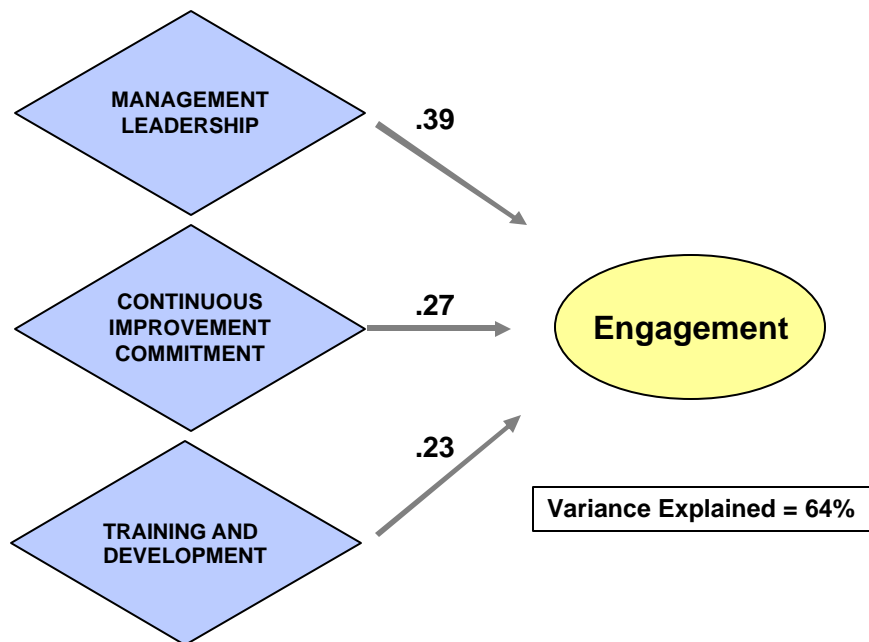 MANAGEMENT
LEADERSHIP
.39
CONTINUOUS
IMPROVEMENT
COMMITMENT
.27
Engagement
.23
TRAINING AND
DEVELOPMENT
Variance Explained = 64%